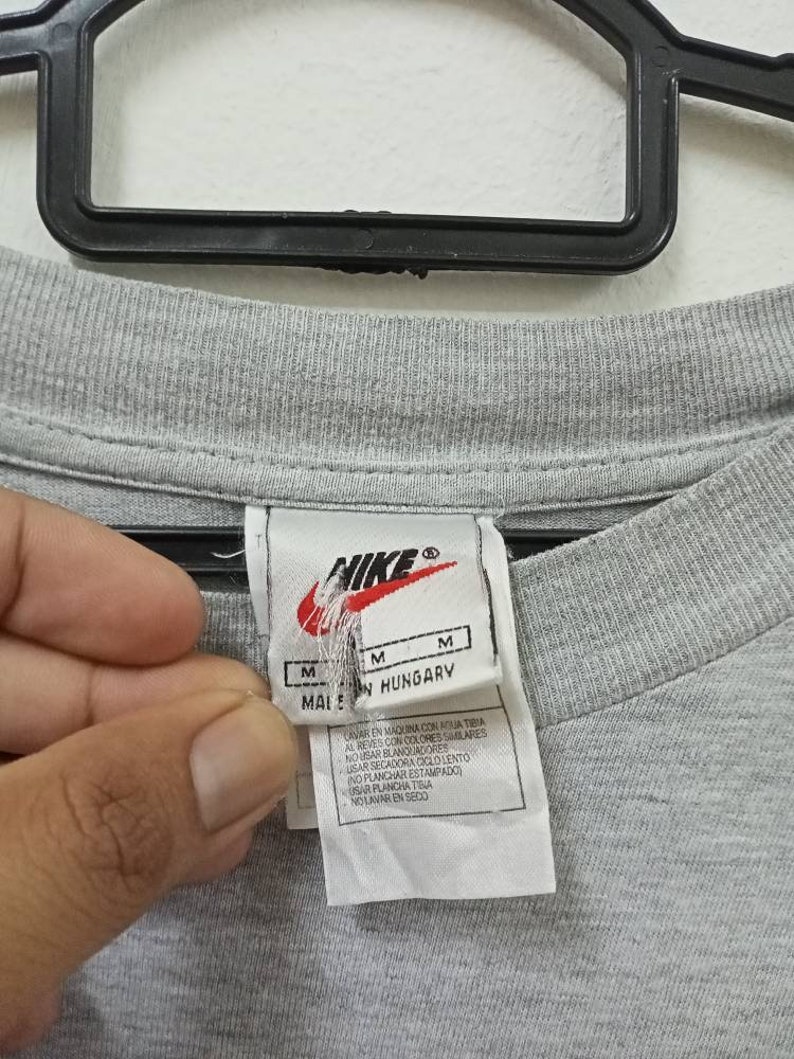 NIKE®
M M M
MADE IN HUNGARY
LAVAR EN MAQUINA CON AGUA TIBIA
AL REVES CON COLORES SIMILARES
NO USAR BLANQUEADORES
USAR SECADORA CICLO LENTO
(NO PLANCHAR ESTAMPADO)
USAR PLANCHA TIBIA
NO LAVAR EN SECO